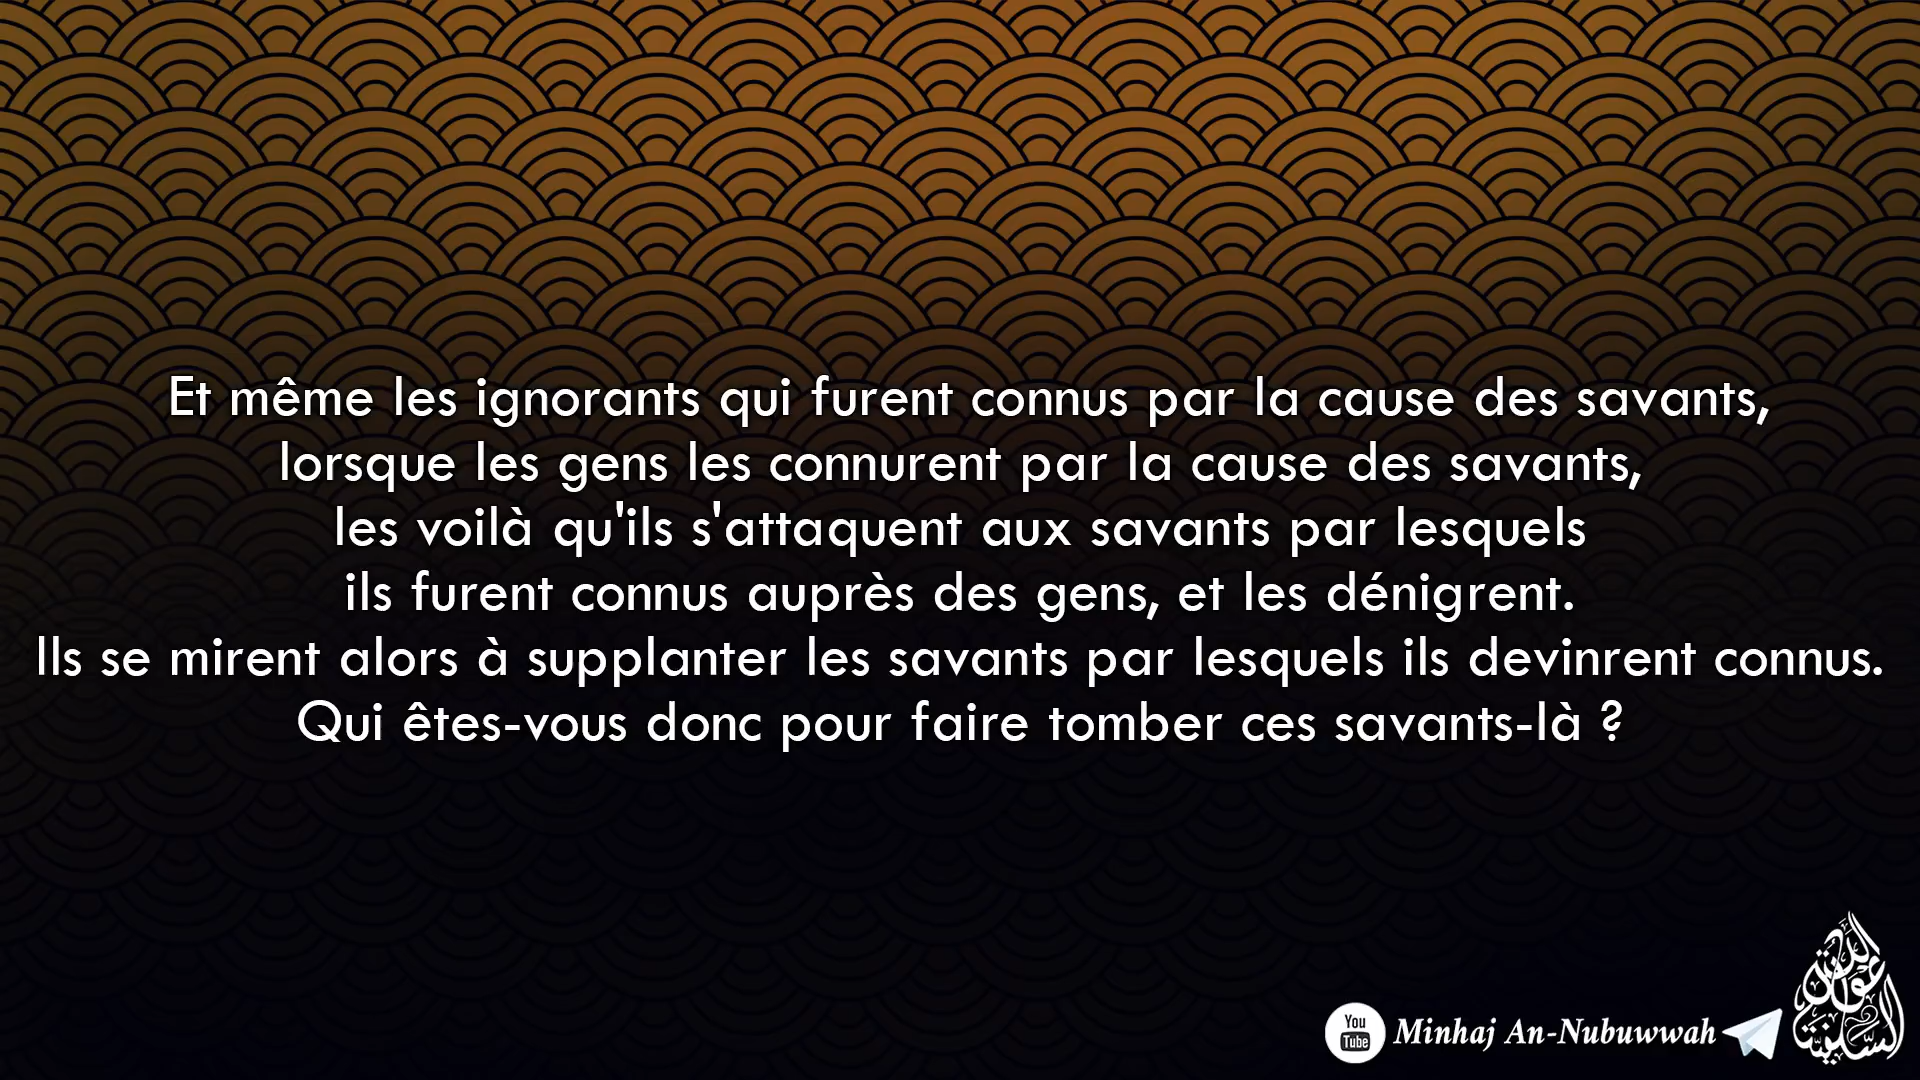 Et même les ignorants qui furent connus par la cause des savants,
lorsque les gens les connurent par la cause des savants,
les voilà qu'ils s'attaquent aux savants par lesquels
ils furent connus auprès des gens, et les dénigrent.
Ils se mirent alors à supplanter les savants par lesquels ils devinrent connus.
Qui êtes-vous donc pour faire tomber ces savants-là ?
You
Tube
Minhaj An-Nubuwwah